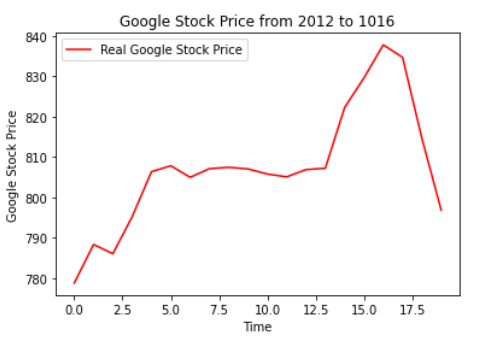 Google Stock Price from 2012 to 1016
Real Google Stock Price
Google Stock Price
840
830
820
810
800
790
780
0.0 2.5 5.0 7.5 10.0 12.5 15.0 17.5
Time